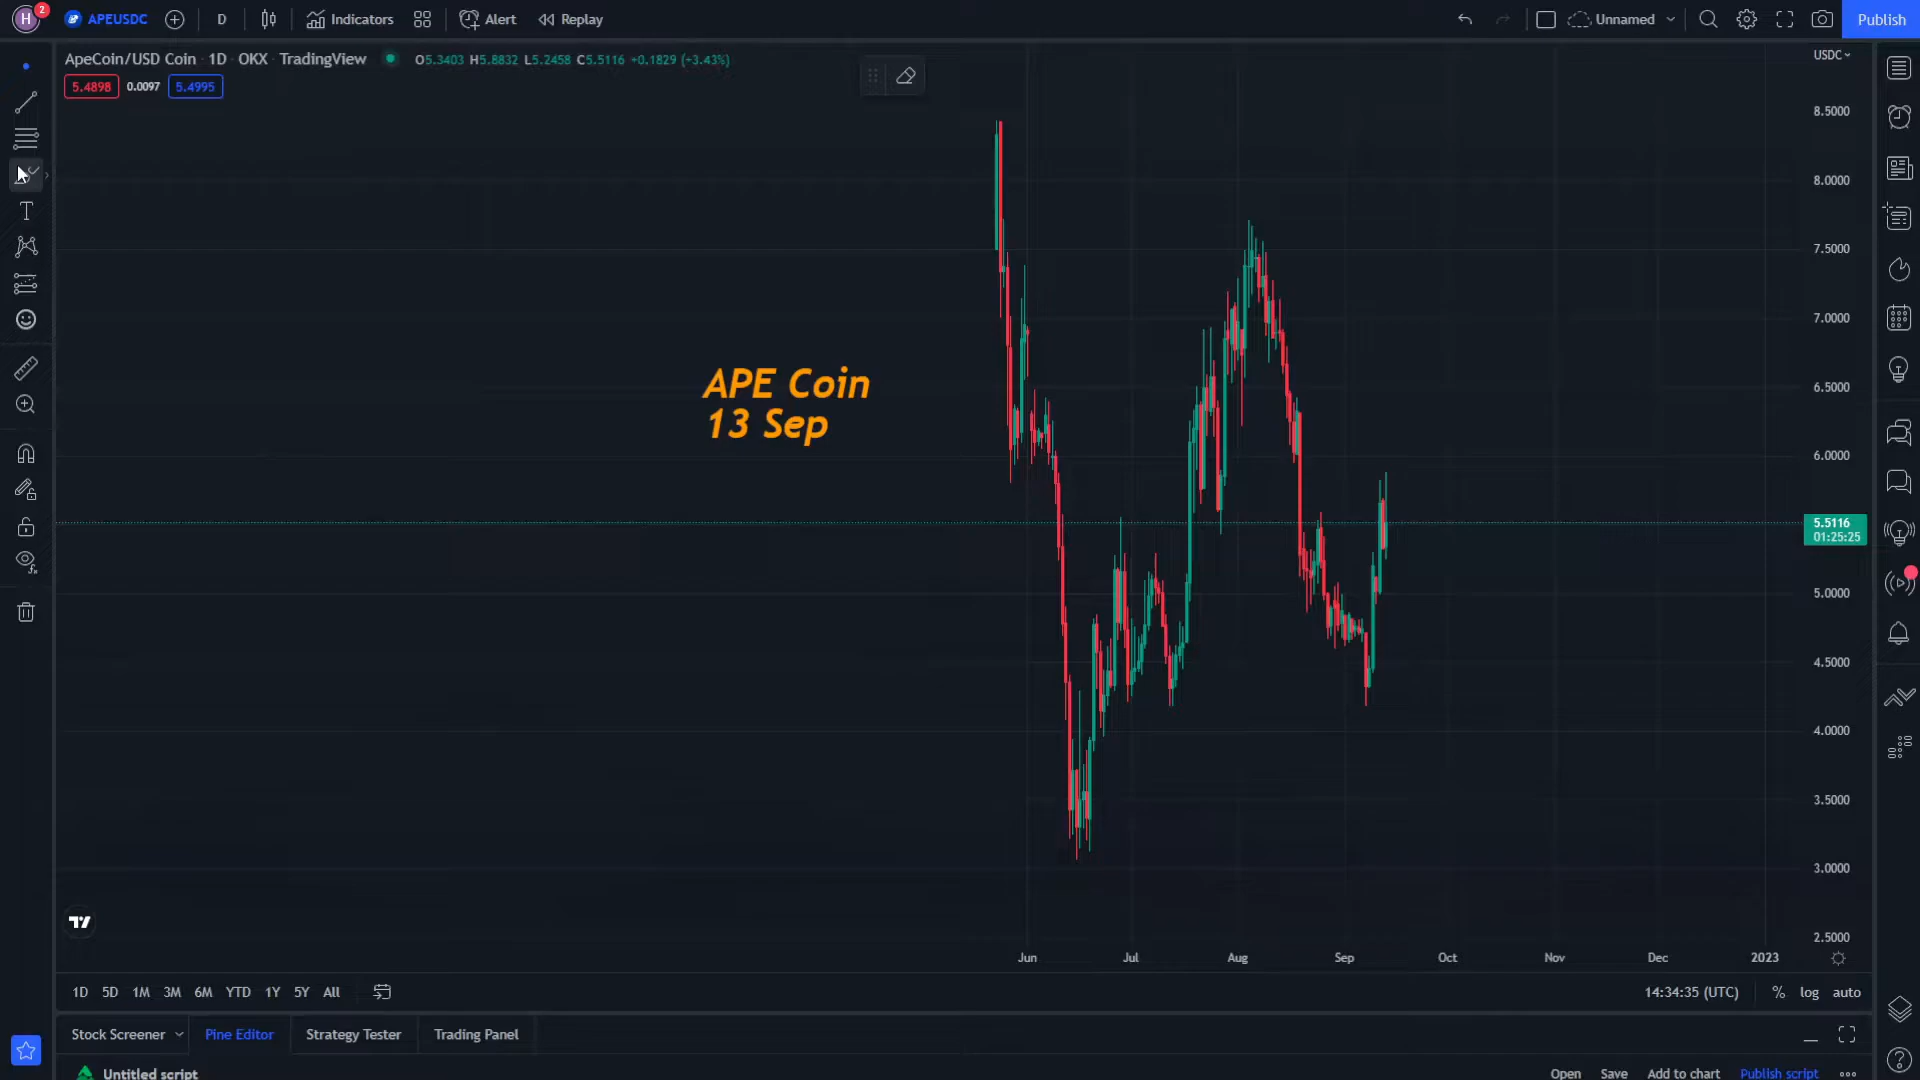 H 2 APEUSDC D Indicators Alert Replay Unnamed Publish
ApeCoin/USD Coin · 1D · OKX · TradingView O5.3403 H5.8832 L5.2458 C5.5116 +0.1829 (+3.43%) USDC
5.4898 0.0097 5.4995
8.5000
8.0000
7.5000
7.0000
6.5000
APE Coin
13 Sep
6.0000
5.5116
01:25:25
5.0000
4.5000
4.0000
3.5000
3.0000
2.5000
Jun Jul Aug Sep Oct Nov Dec 2023
1D 5D 1M 3M 6M YTD 1Y 5Y All 14:34:35 (UTC) % log auto
Stock Screener Pine Editor Strategy Tester Trading Panel
Untitled script Open Save Add to chart Publish script